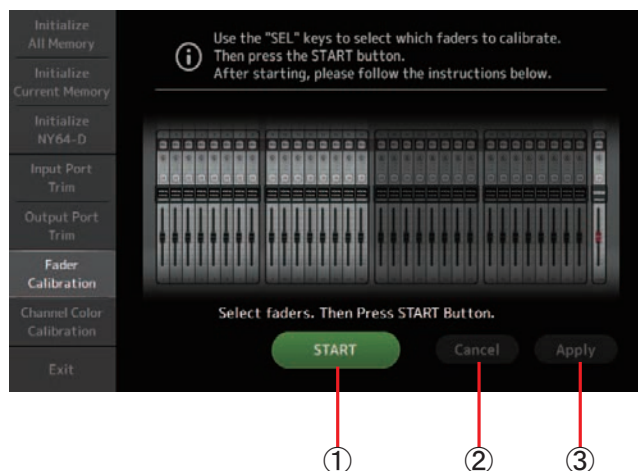 Initialize
All Memory
Initialize
Current Memory
Initialize
NY64-D
Input Port
Trim
Output Port
Trim
Fader
Calibration
Channel Color
Calibration
Exit
Use the "SEL" keys to select which faders to calibrate.
Then press the START button.
After starting, please follow the instructions below.
Select faders. Then Press START Button.
START
Cancel
Apply
①
②
③